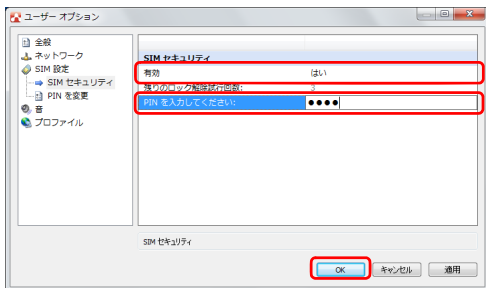 ユーザー オプション
全般
ネットワーク
SIM 設定
SIM セキュリティ
PIN を変更
音
プロファイル
SIM セキュリティ
有効 はい
残りのロック解除試行回数: 3
PIN を入力してください: ●●●●
SIM セキュリティ
OK キャンセル 適用